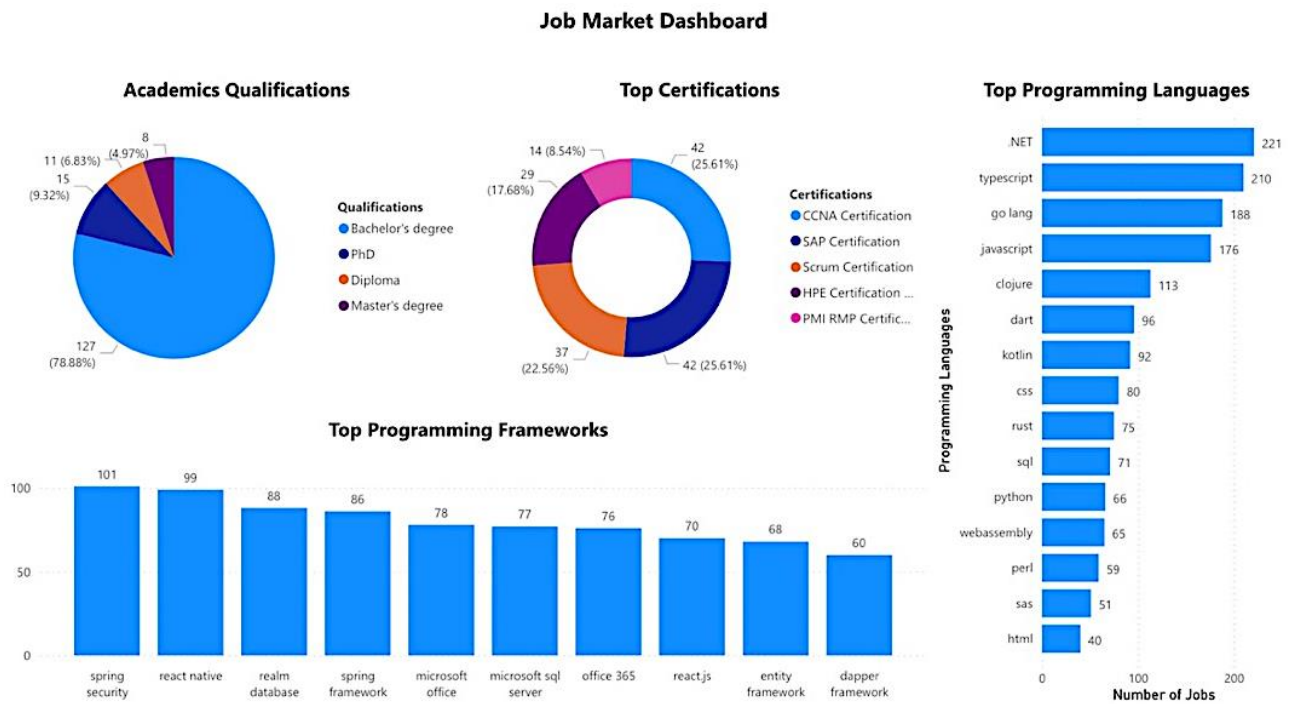 Job Market Dashboard
Academics Qualifications
8
(4.97%)
11 (6.83%)
15
(9.32%)
127
(78.88%)
Qualifications
Bachelor's degree
PhD
Diploma
Master's degree
Top Certifications
14 (8.54%)
42
(25.61%)
29
(17.68%)
37
(22.56%)
42 (25.61%)
Certifications
CCNA Certification
SAP Certification
Scrum Certification
HPE Certification ...
PMI RMP Certific...
Top Programming Languages
Programming Languages
.NET 221
typescript 210
go lang 188
javascript 176
clojure 113
dart 96
kotlin 92
css 80
rust 75
sql 71
python 66
webassembly 65
perl 59
sas 51
html 40
0 100 200
Number of Jobs
Top Programming Frameworks
100
50
0
101 99 88 86 78 77 76 70 68 60
spring
security
react native
realm
database
spring
framework
microsoft
office
microsoft sql
server
office 365
react.js
entity
framework
dapper
framework